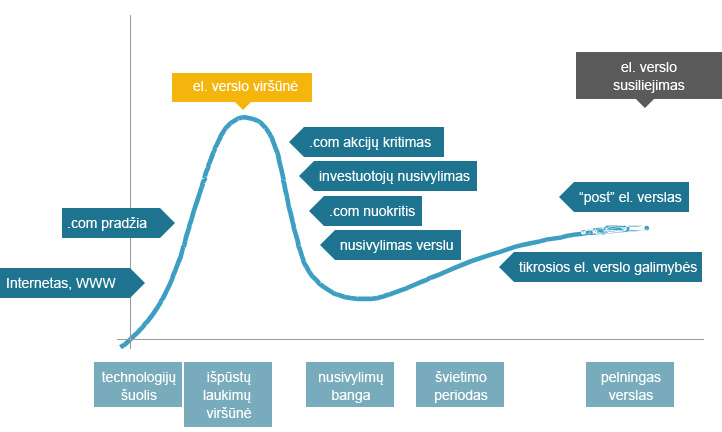 el. verslo viršūnė
el. verslo
susiliejimas
.com akcijų kritimas
investuotojų nusivylimas
.com nuokritis
nusivylimas verslu
"post" el. verslas
.com pradžia
tikrosios el. verslo galimybės
Internetas, WWW
technologijų
šuolis
išpūstų
laukimų
viršūnė
nusivylimų
banga
švietimo
periodas
pelningas
verslas